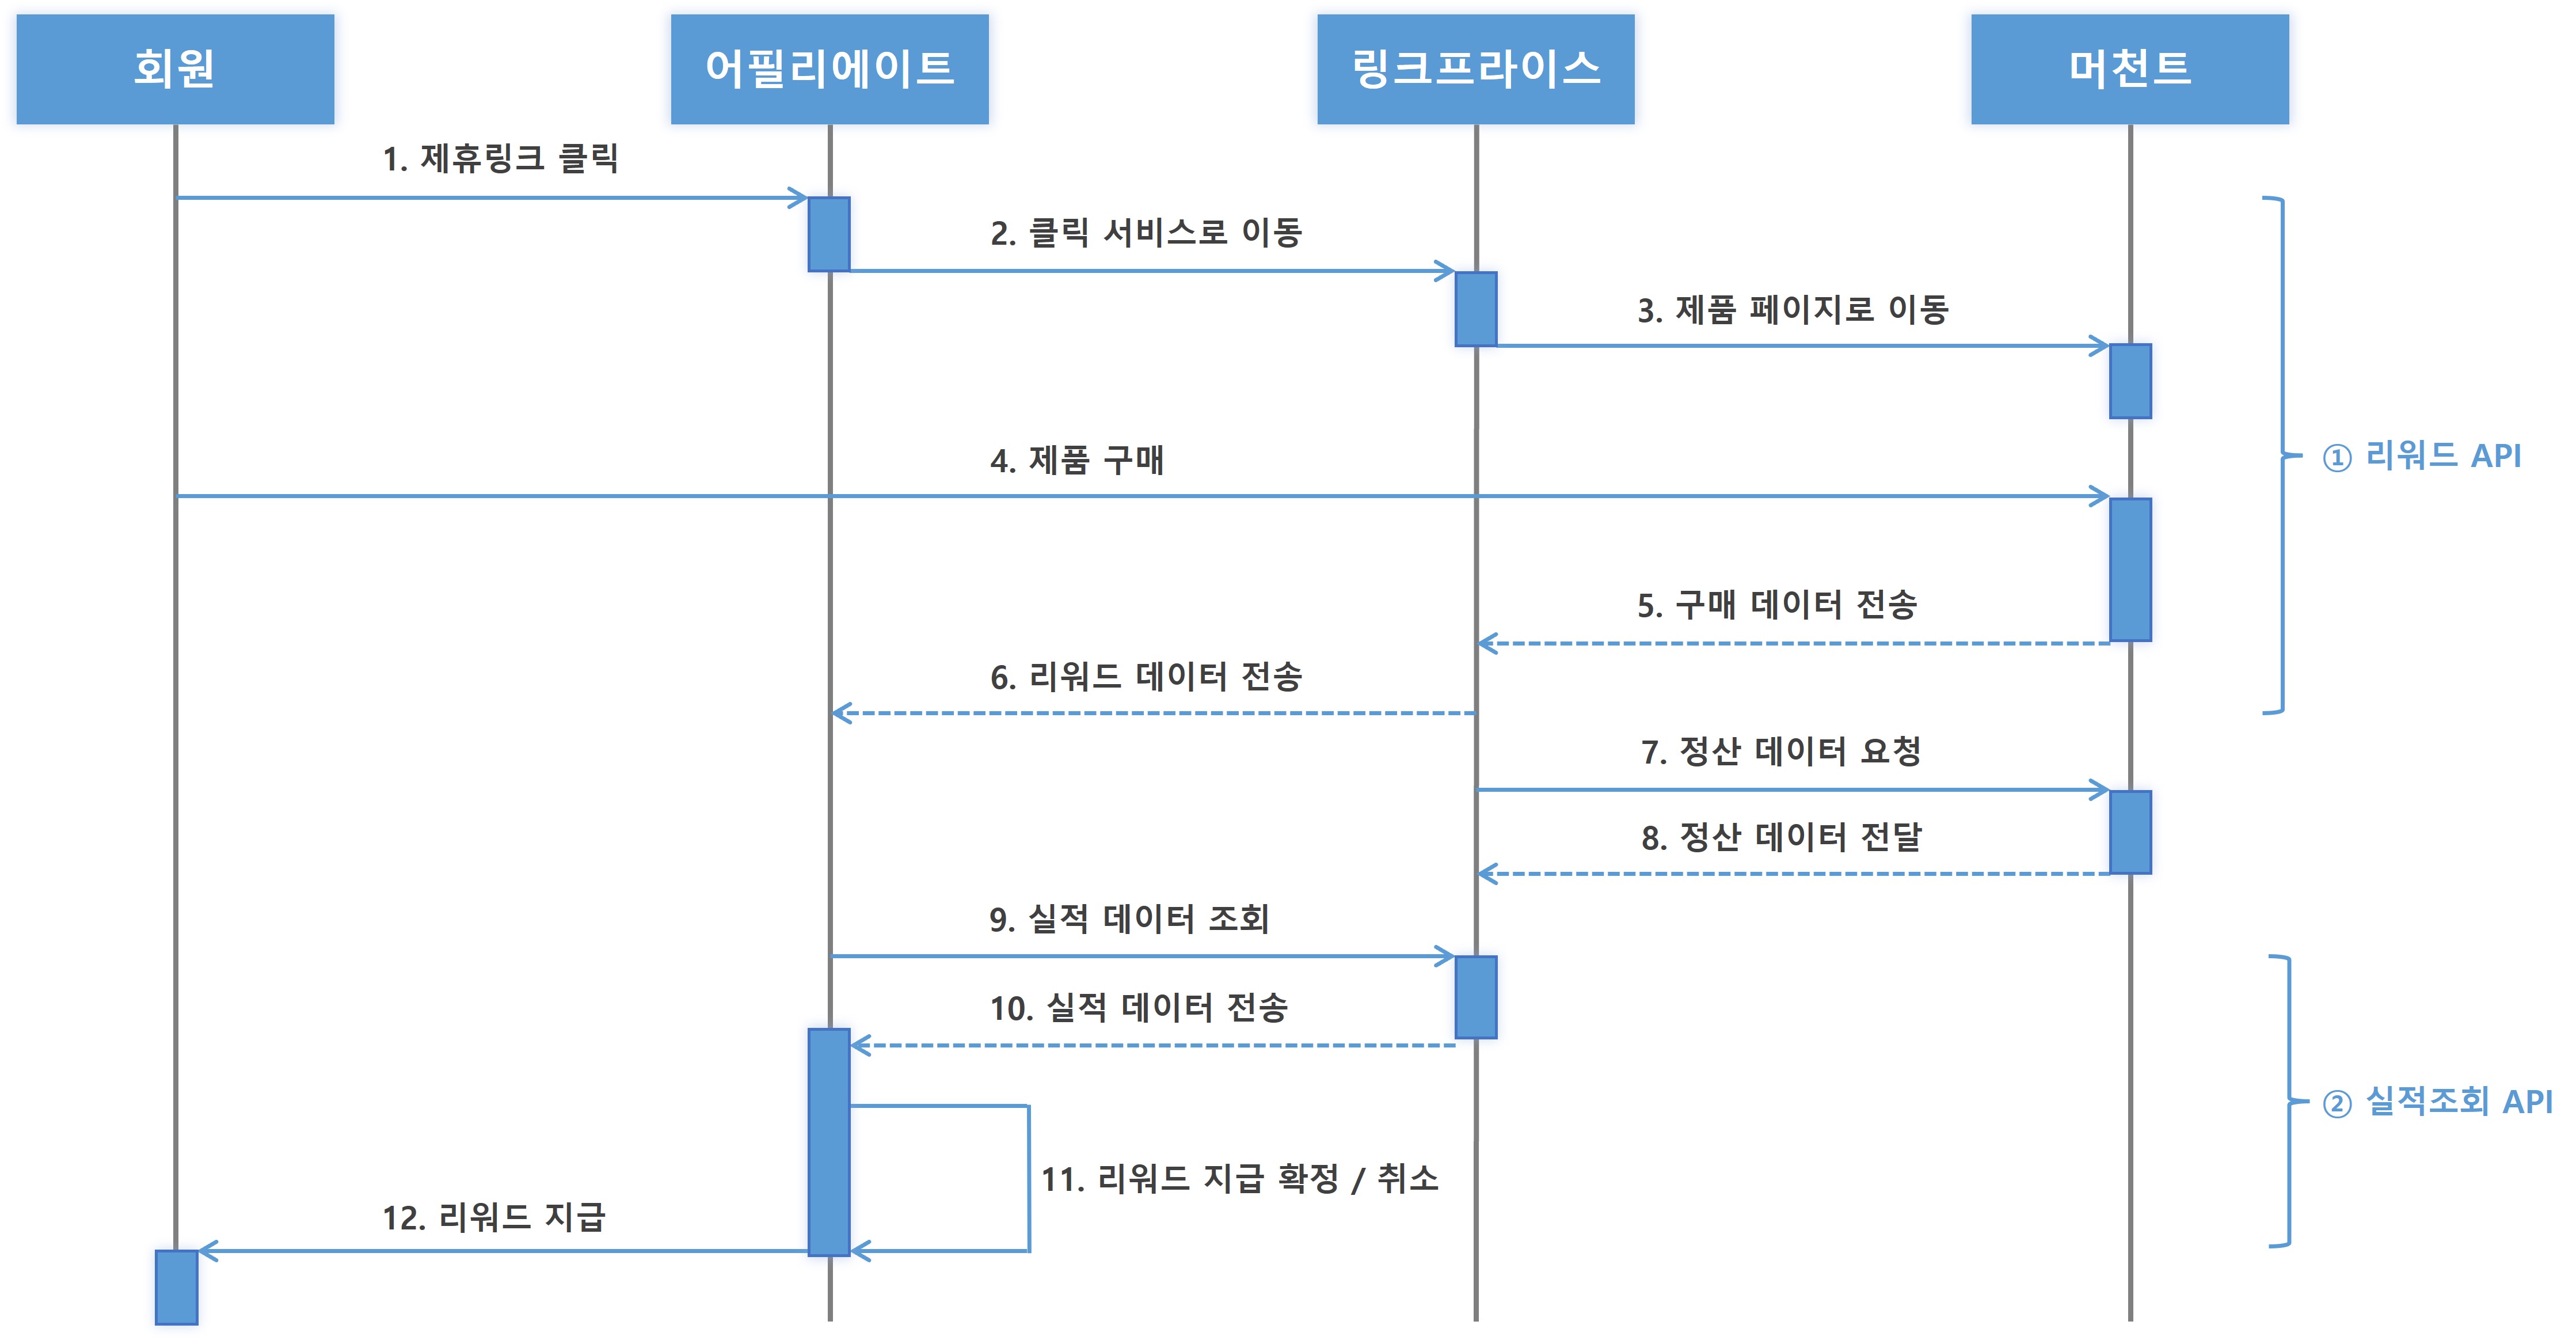 회원
어필리에이트
링크프라이스
머천트
1. 제휴링크 클릭
2. 클릭 서비스로 이동
3. 제품 페이지로 이동
4. 제품 구매
① 리워드 API
5. 구매 데이터 전송
6. 리워드 데이터 전송
7. 정산 데이터 요청
8. 정산 데이터 전달
9. 실적 데이터 조회
10. 실적 데이터 전송
② 실적조회 API
11. 리워드 지급 확정 / 취소
12. 리워드 지급